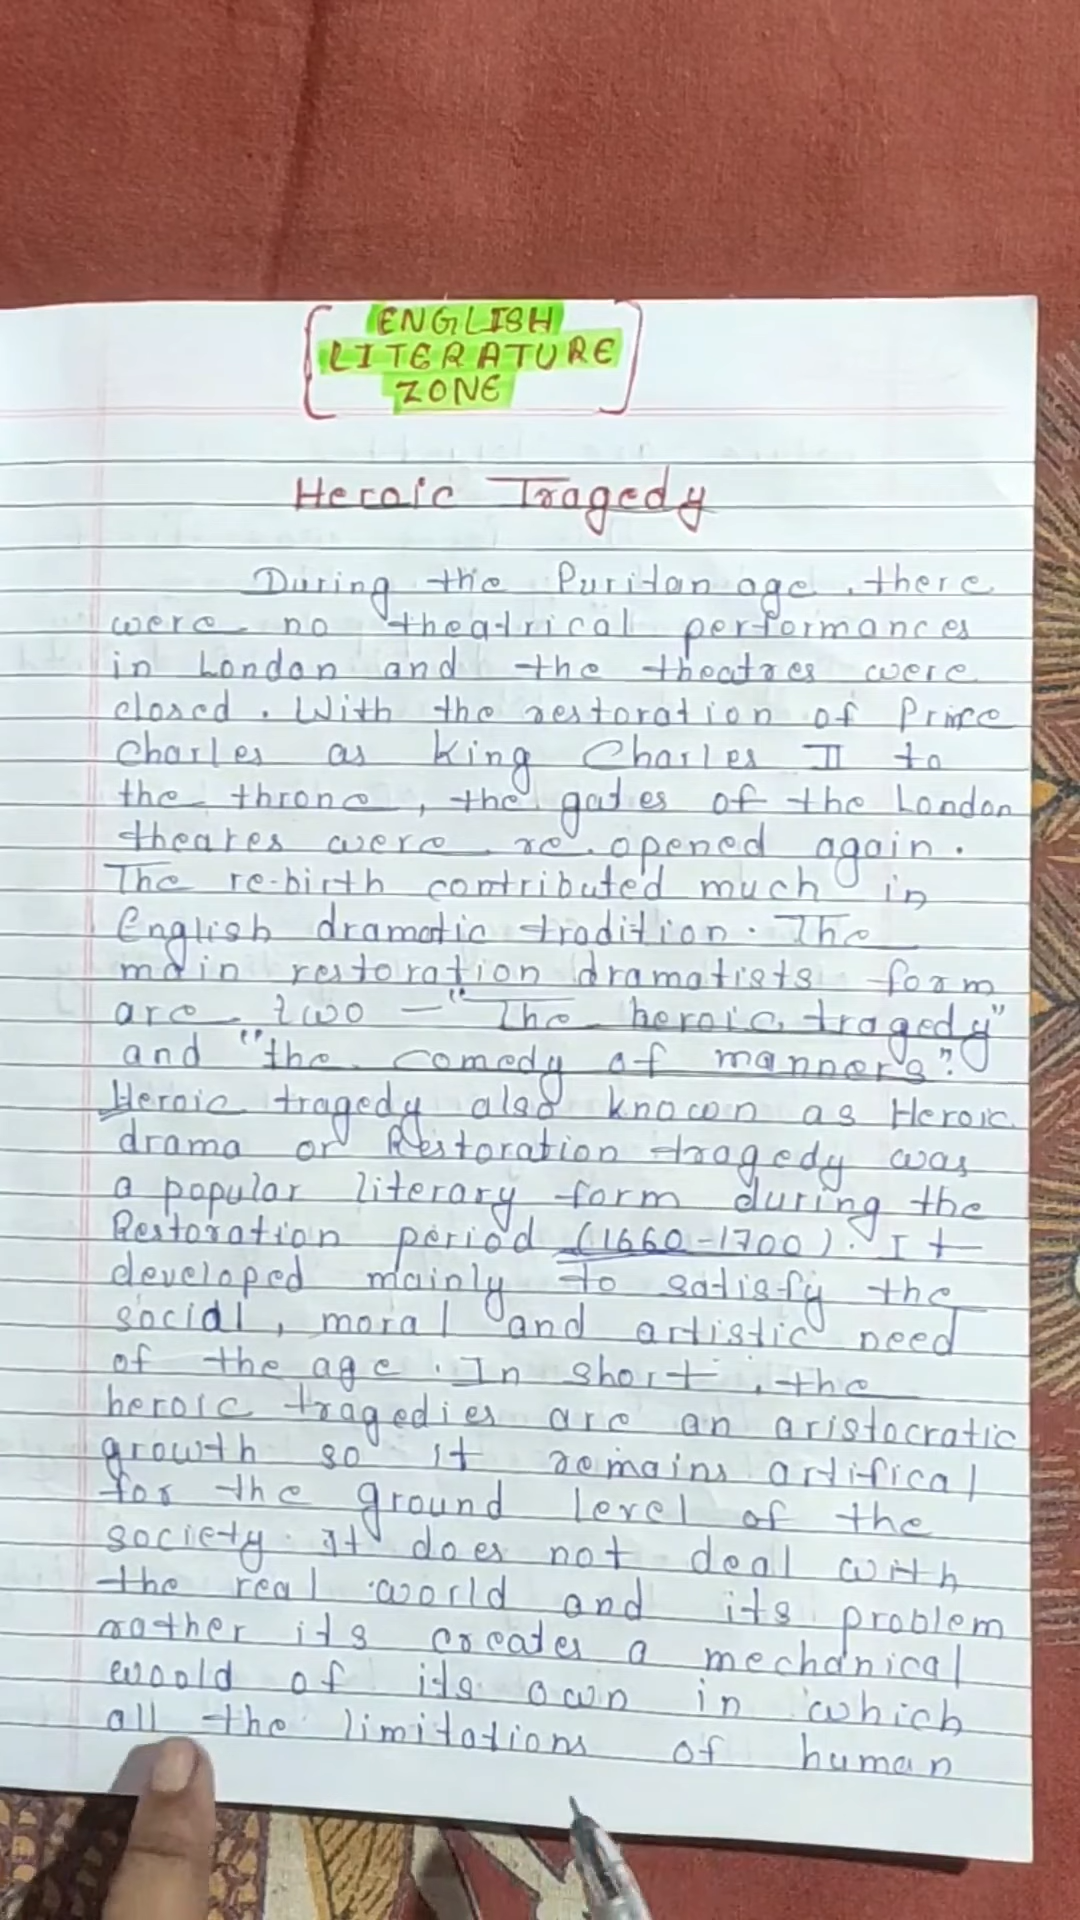 ENGLISH
LITERATURE
ZONE
Heroic Tragedy
During the Puritan age, there
were no theatrical performances
in London and the theatres were
closed. With the restoration of Prince
Charles as King Charles II to
the throne, the gates of the London
theares were re-opened again.
The re-birth contributed much in
English dramatic tradition. The
main restoration dramatists form
are two - "The heroic tragedy"
and "the comedy of manners".
Heroic tragedy also known as Heroic
drama or Restoration tragedy was
a popular literary form during the
Restoration period (1660-1700). It
developed mainly to satisfy the
social, moral and artistic need
of the age. In short, the
heroic tragedies are an aristocratic
growth so it remains artifical
for the ground level of the
society. It does not deal with
the real world and its problem
rather its creates a mechanical
woold of its own in which
all the limitations of human